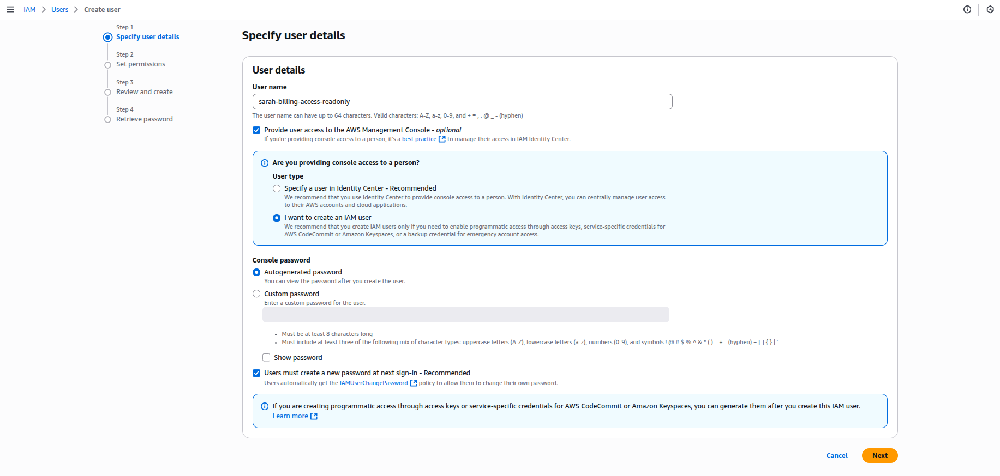 IAM > Users > Create user
Step 1
Specify user details
Step 2
Set permissions
Step 3
Review and create
Step 4
Retrieve password
Specify user details
User details
User name
sarah-billing-access-readonly
The user name can have up to 64 characters. Valid characters: A-Z, a-z, 0-9, and + = , . @ _ - (hyphen)
Provide user access to the AWS Management Console - optional
If you're providing console access to a person, it's a best practice to manage their access in IAM Identity Center.
Are you providing console access to a person?
User type
Specify a user in Identity Center - Recommended
We recommend that you use Identity Center to provide console access to a person. With Identity Center, you can centrally manage user access
to their AWS accounts and cloud applications.
I want to create an IAM user
We recommend that you create IAM users only if you need to enable programmatic access through access keys, service-specific credentials for
AWS CodeCommit or Amazon Keyspaces, or a backup credential for emergency account access.
Console password
Autogenerated password
You can view the password after you create the user.
Custom password
Enter a custom password for the user.
• Must be at least 8 characters long
• Must include at least three of the following mix of character types: uppercase letters (A-Z), lowercase letters (a-z), numbers (0-9), and symbols ! @ # $ % ^ & * ( ) _ + - (hyphen) = [ ] { } | '
Show password
Users must create a new password at next sign-in - Recommended
Users automatically get the IAMUserChangePassword policy to allow them to change their own password.
If you are creating programmatic access through access keys or service-specific credentials for AWS CodeCommit or Amazon Keyspaces, you can generate them after you create this IAM user.
Learn more
Cancel
Next